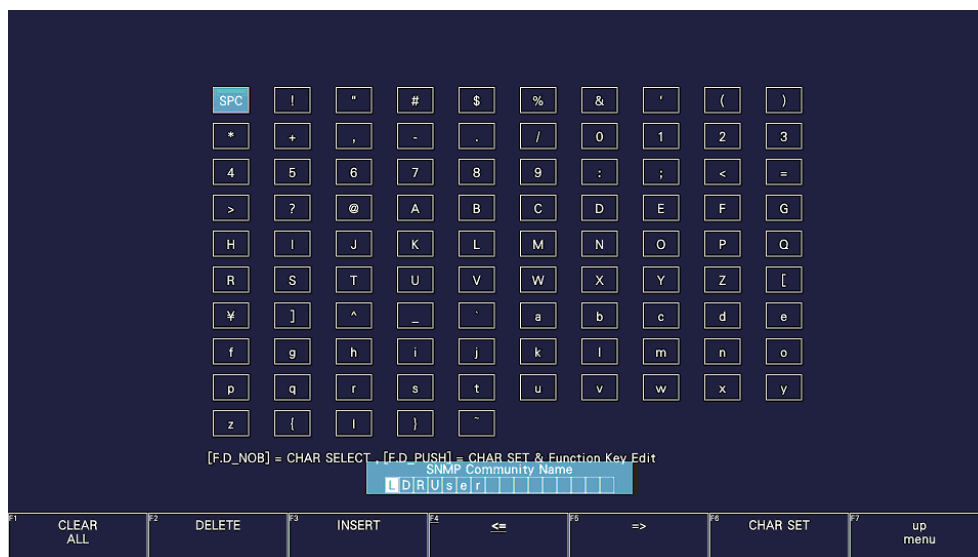 SPC ! " # $ % & ' ( )
* + , - . / 0 1 2 3
4 5 6 7 8 9 : ; < =
> ? @ A B C D E F G
H I J K L M N O P Q
R S T U V W X Y Z [
¥ ] ^ _ ` a b c d e
f g h i j k l m n o
p q r s t u v w x y
z { | } ~
[F.D_NOB] = CHAR SELECT , [F.D_PUSH] = CHAR SET & Function Key Edit
SNMP Community Name
LDRUser
F1 CLEAR ALL F2 DELETE F3 INSERT F4 <= F5 => F6 CHAR SET F7 up menu